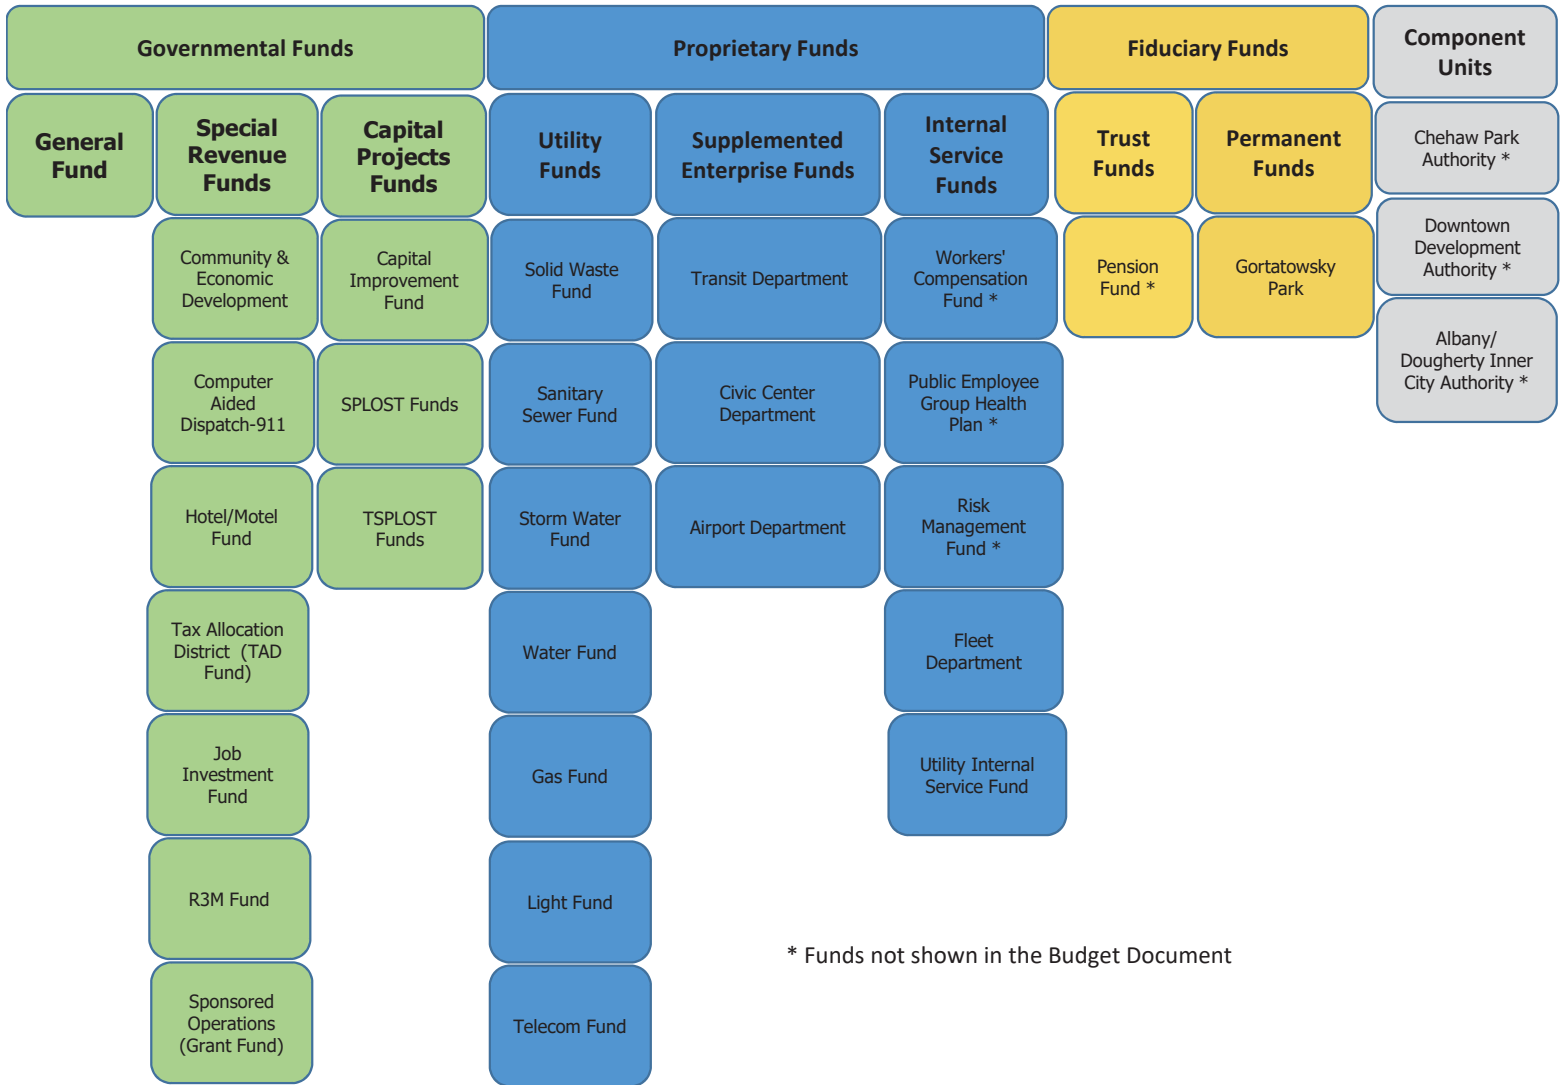 Governmental Funds
Proprietary Funds
Fiduciary Funds
Component
Units
General
Fund
Special
Revenue
Funds
Capital
Projects
Funds
Utility
Funds
Supplemented
Enterprise Funds
Internal
Service
Funds
Trust
Funds
Permanent
Funds
Chehaw Park
Authority *
Community &
Economic
Development
Capital
Improvement
Fund
Solid Waste
Fund
Transit Department
Workers'
Compensation
Fund *
Pension
Fund *
Gortatowsky
Park
Downtown
Development
Authority *
Computer
Aided
Dispatch-911
SPLOST Funds
Sanitary
Sewer Fund
Civic Center
Department
Public Employee
Group Health
Plan *
Albany/
Dougherty Inner
City Authority *
Hotel/Motel
Fund
TSPLOST
Funds
Storm Water
Fund
Airport Department
Risk
Management
Fund *
Tax Allocation
District (TAD
Fund)
Water Fund
Fleet
Department
Job
Investment
Fund
Gas Fund
Utility Internal
Service Fund
R3M Fund
Light Fund
* Funds not shown in the Budget Document
Sponsored
Operations
(Grant Fund)
Telecom Fund